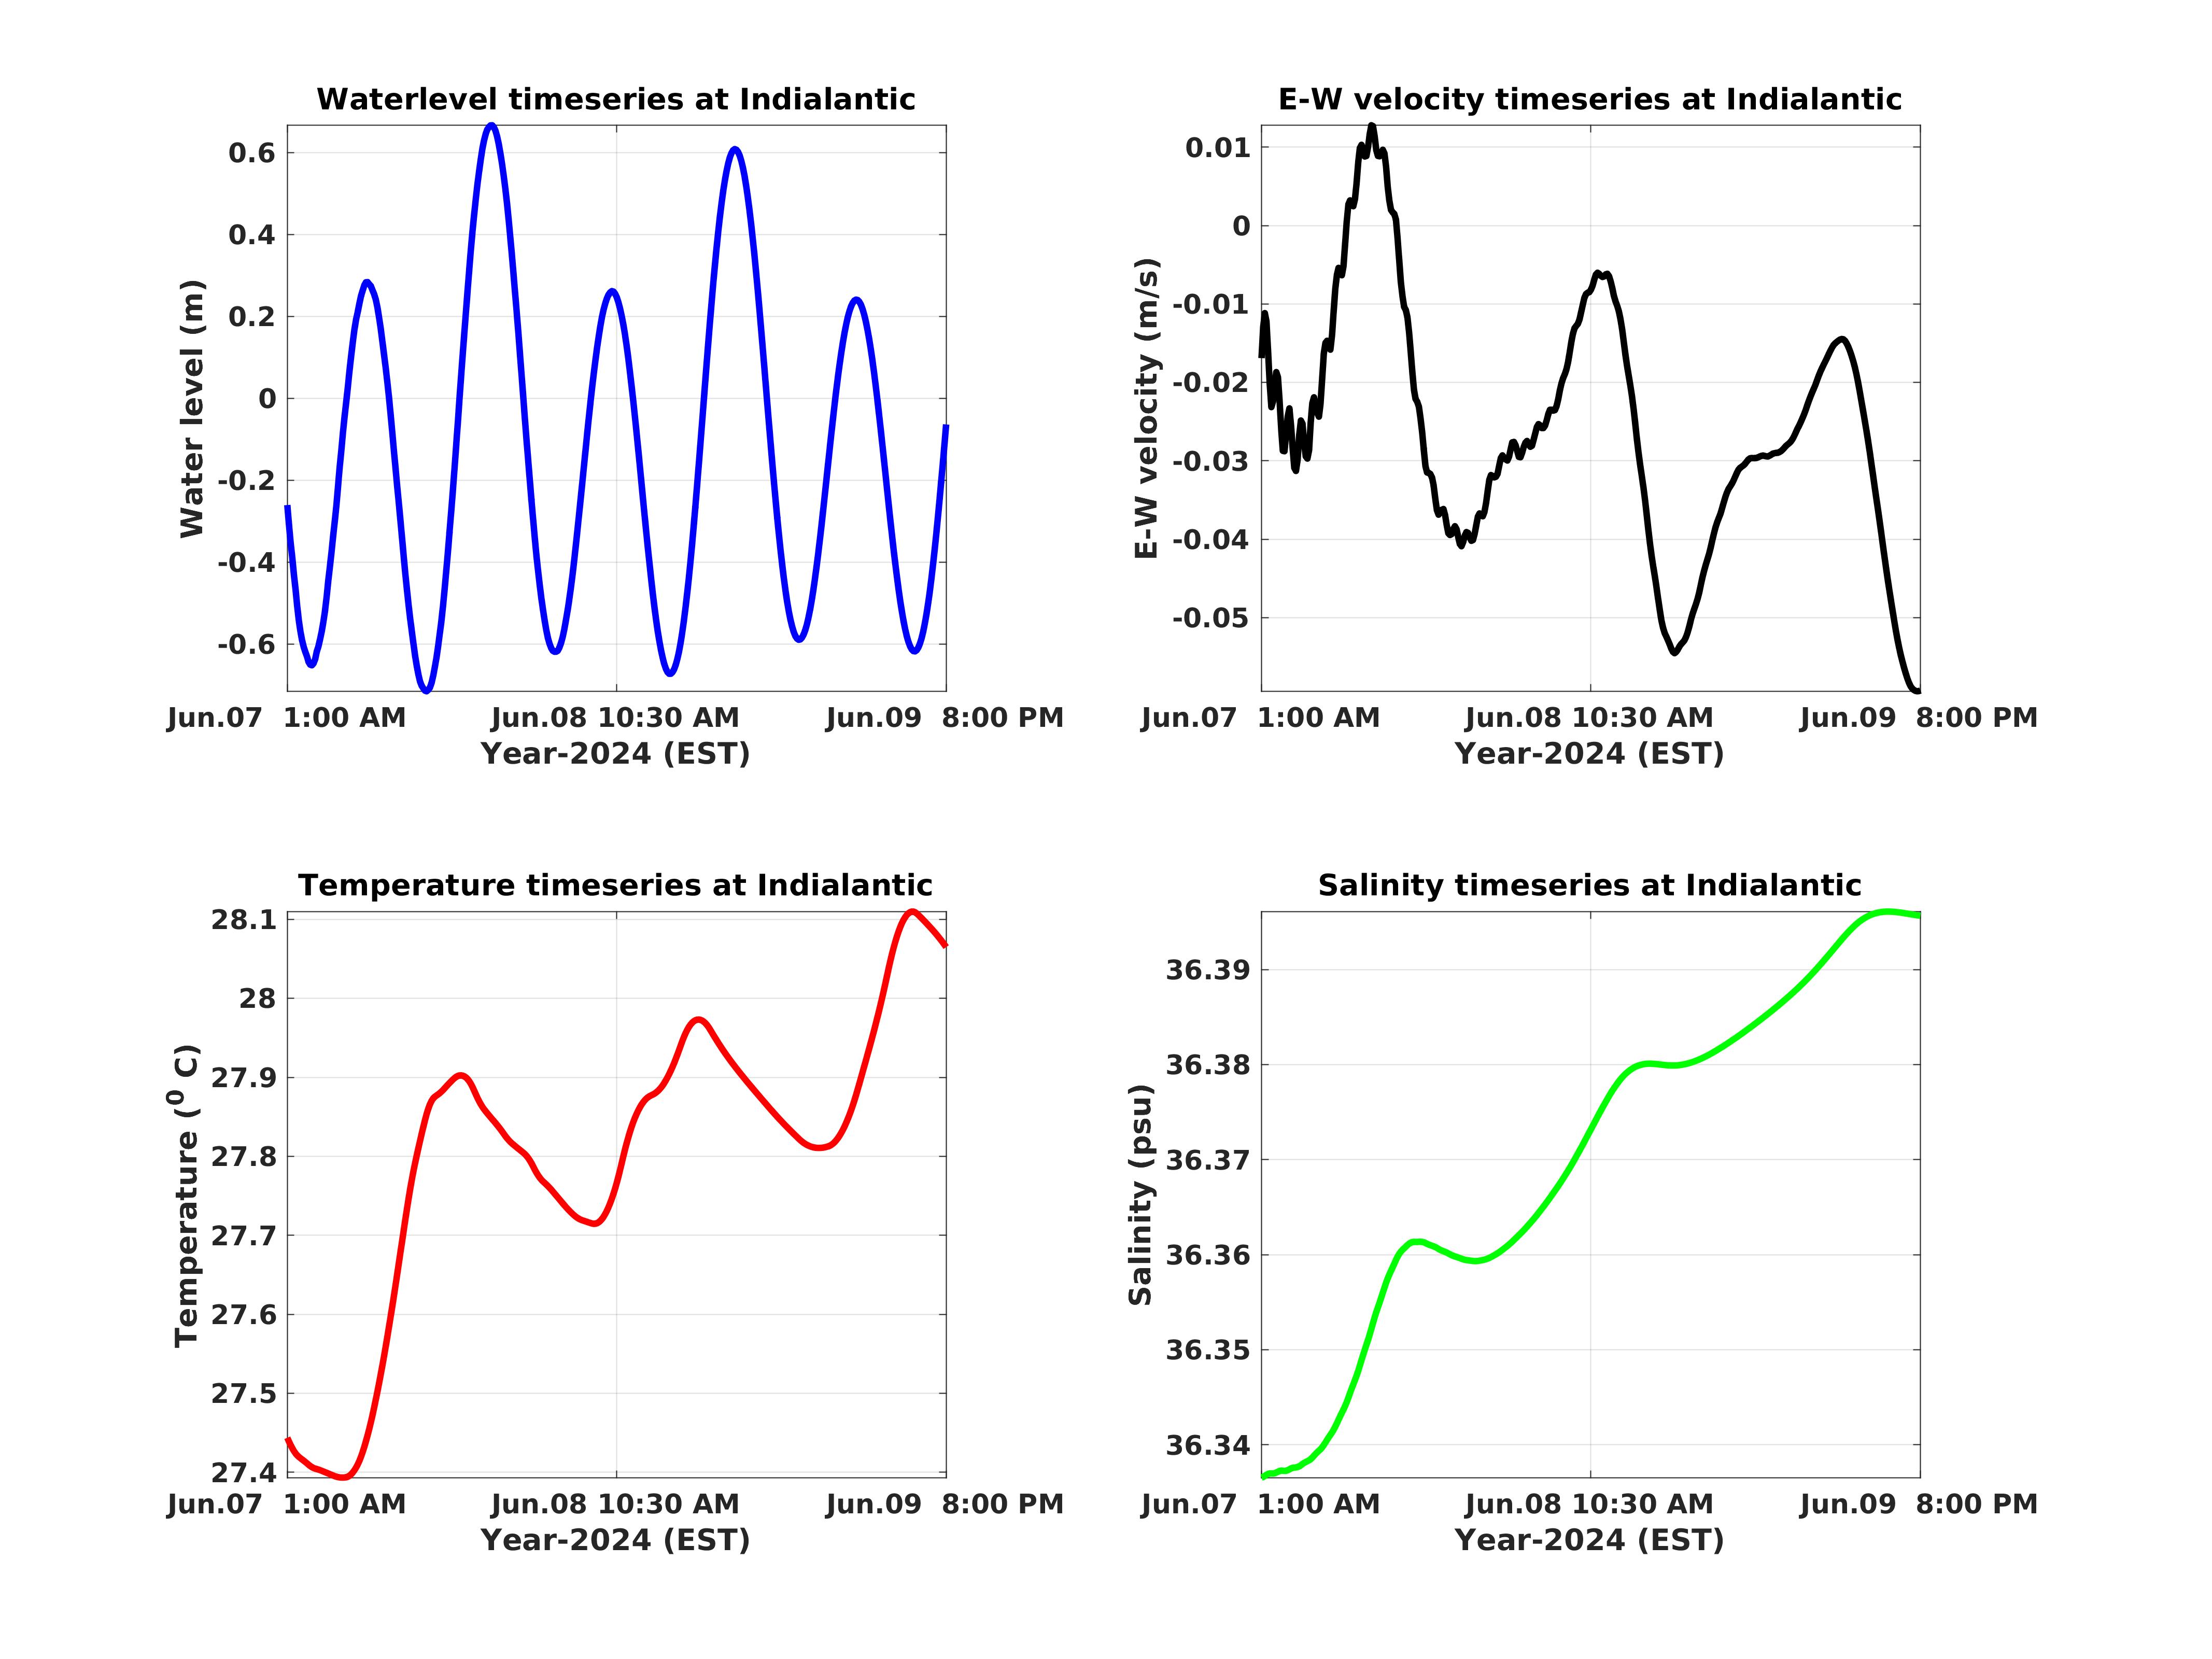 Waterlevel timeseries at Indialantic
0.6
0.4
0.2
0
-0.2
-0.4
-0.6
Water level (m)
Jun.07 1:00 AM Jun.08 10:30 AM Jun.09 8:00 PM
Year-2024 (EST)
E-W velocity timeseries at Indialantic
0.01
0
-0.01
-0.02
-0.03
-0.04
-0.05
E-W velocity (m/s)
Jun.07 1:00 AM Jun.08 10:30 AM Jun.09 8:00 PM
Year-2024 (EST)
Temperature timeseries at Indialantic
28.1
28
27.9
27.8
27.7
27.6
27.5
27.4
Temperature (⁰ C)
Jun.07 1:00 AM Jun.08 10:30 AM Jun.09 8:00 PM
Year-2024 (EST)
Salinity timeseries at Indialantic
36.39
36.38
36.37
36.36
36.35
36.34
Salinity (psu)
Jun.07 1:00 AM Jun.08 10:30 AM Jun.09 8:00 PM
Year-2024 (EST)